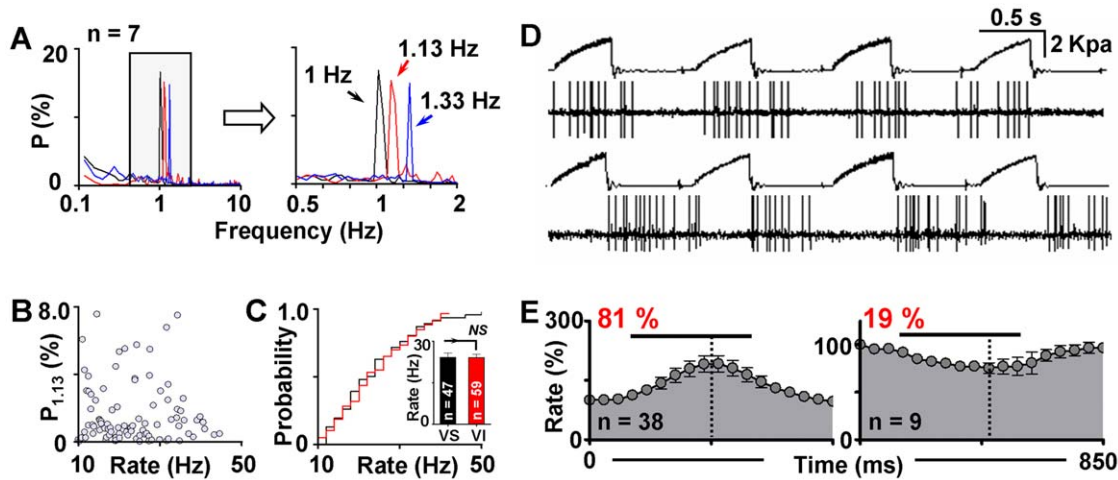 A
n = 7
20
P (%)
0
0.1
1
10
1 Hz
1.13 Hz
1.33 Hz
0.5
1
2
Frequency (Hz)
B
8.0
P1.13 (%)
0
10
Rate (Hz)
50
C
1.0
Probability
0
10
Rate (Hz)
50
NS
30
Rate (Hz)
0
n = 47
n = 59
VS
VI
D
0.5 s
2 Kpa
E
300
81 %
Rate (%)
0
n = 38
0
19 %
100
n = 9
Time (ms)
850